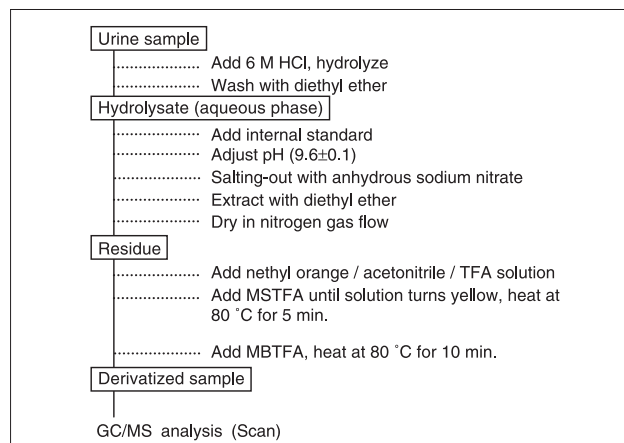 Urine sample
Add 6 M HCl, hydrolyze
Wash with diethyl ether
Hydrolysate (aqueous phase)
Add internal standard
Adjust pH (9.6±0.1)
Salting-out with anhydrous sodium nitrate
Extract with diethyl ether
Dry in nitrogen gas flow
Residue
Add nethyl orange / acetonitrile / TFA solution
Add MSTFA until solution turns yellow, heat at
80 ˚C for 5 min.
Add MBTFA, heat at 80 ˚C for 10 min.
Derivatized sample
GC/MS analysis (Scan)